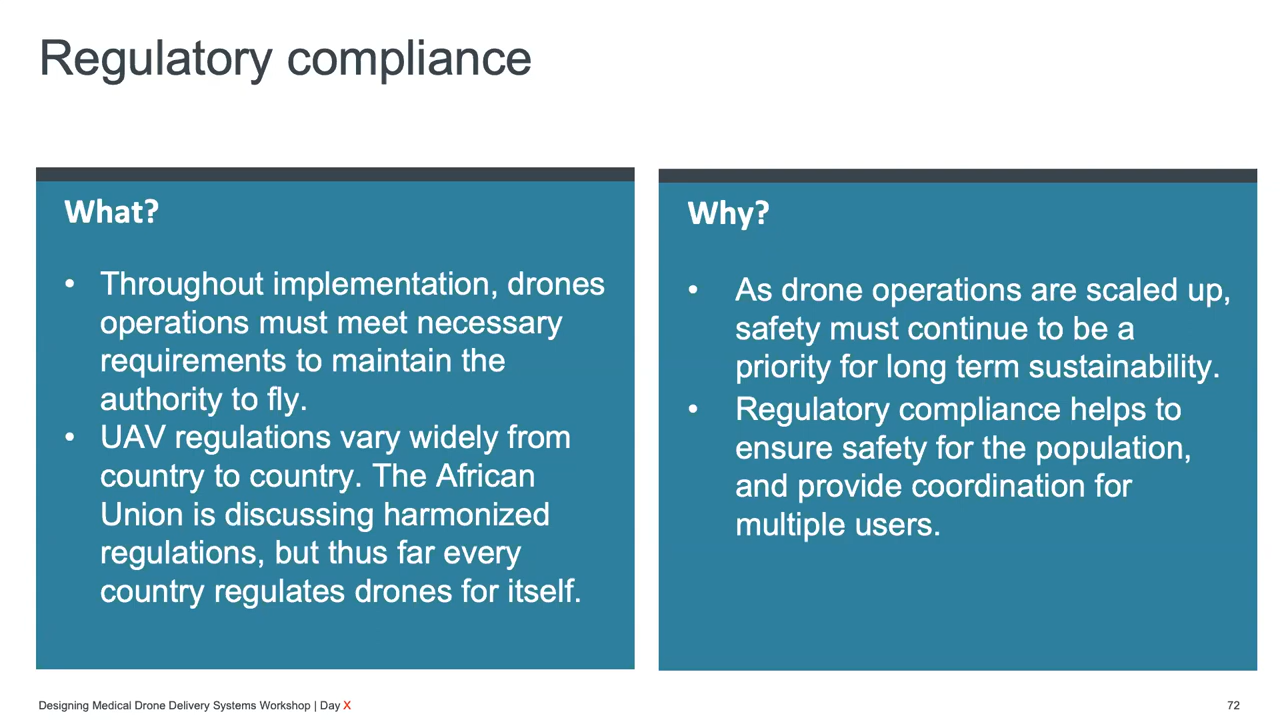 Regulatory compliance
What?
• Throughout implementation, drones
operations must meet necessary
requirements to maintain the
authority to fly.
• UAV regulations vary widely from
country to country. The African
Union is discussing harmonized
regulations, but thus far every
country regulates drones for itself.
Why?
• As drone operations are scaled up,
safety must continue to be a
priority for long term sustainability.
• Regulatory compliance helps to
ensure safety for the population,
and provide coordination for
multiple users.
Designing Medical Drone Delivery Systems Workshop | Day X
72